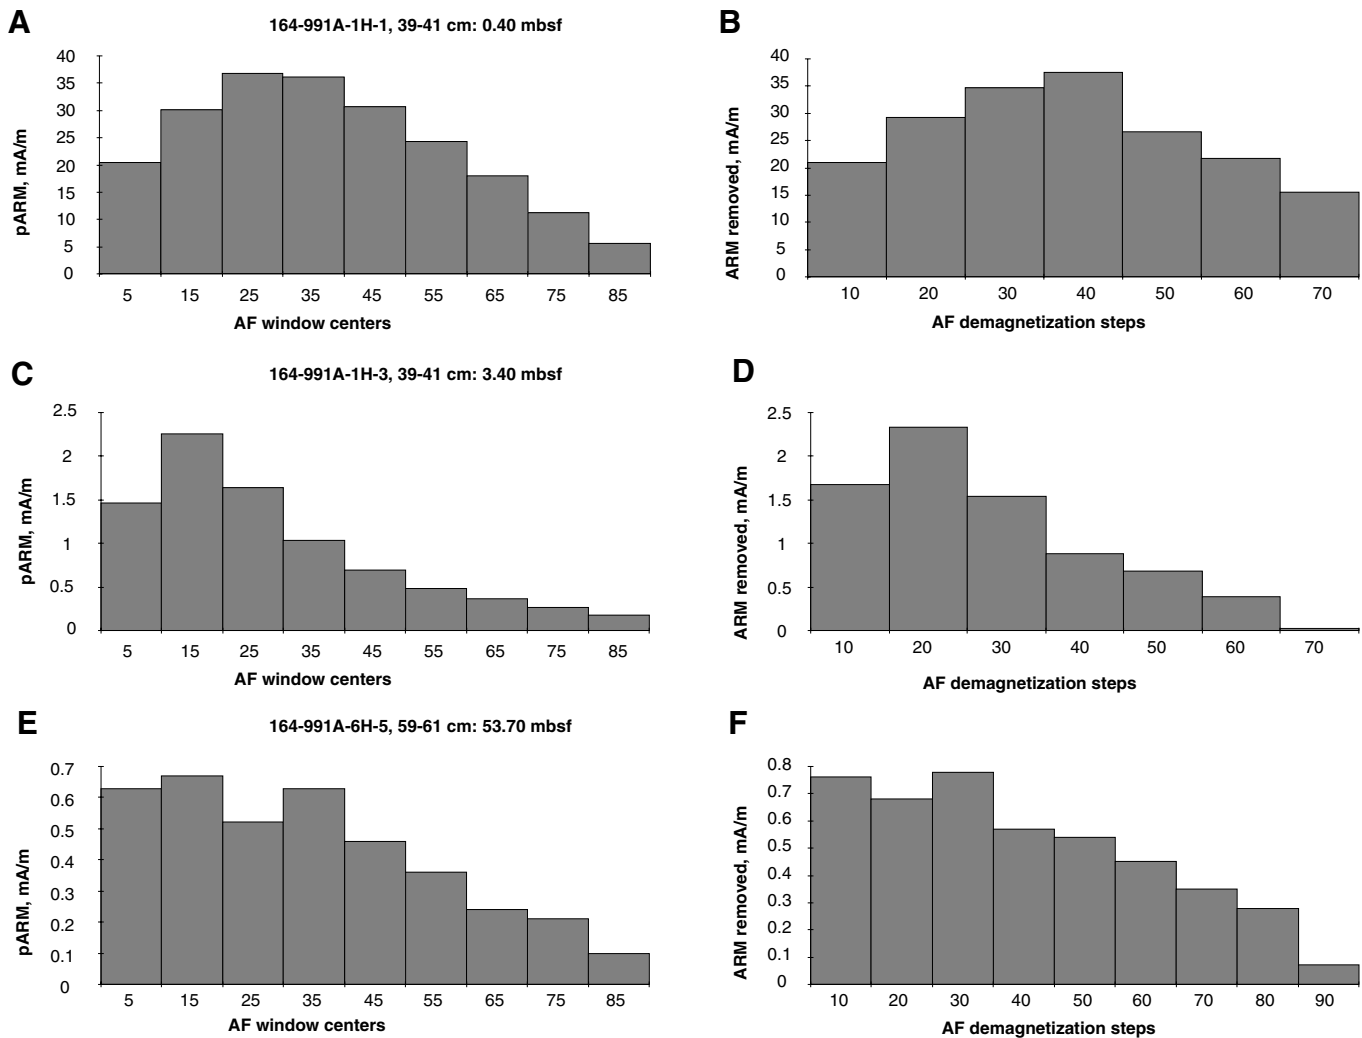 A
164-991A-1H-1, 39-41 cm: 0.40 mbsf
pARM, mA/m
40
35
30
25
20
15
10
5
0
5 15 25 35 45 55 65 75 85
AF window centers
B
ARM removed, mA/m
40
35
30
25
20
15
10
5
0
10 20 30 40 50 60 70
AF demagnetization steps
C
164-991A-1H-3, 39-41 cm: 3.40 mbsf
pARM, mA/m
2.5
2
1.5
1
0.5
0
5 15 25 35 45 55 65 75 85
AF window centers
D
ARM removed, mA/m
2.5
2
1.5
1
0.5
0
10 20 30 40 50 60 70
AF demagnetization steps
E
164-991A-6H-5, 59-61 cm: 53.70 mbsf
pARM, mA/m
0.7
0.6
0.5
0.4
0.3
0.2
0.1
0
5 15 25 35 45 55 65 75 85
AF window centers
F
ARM removed, mA/m
0.8
0.7
0.6
0.5
0.4
0.3
0.2
0.1
0
10 20 30 40 50 60 70 80 90
AF demagnetization steps